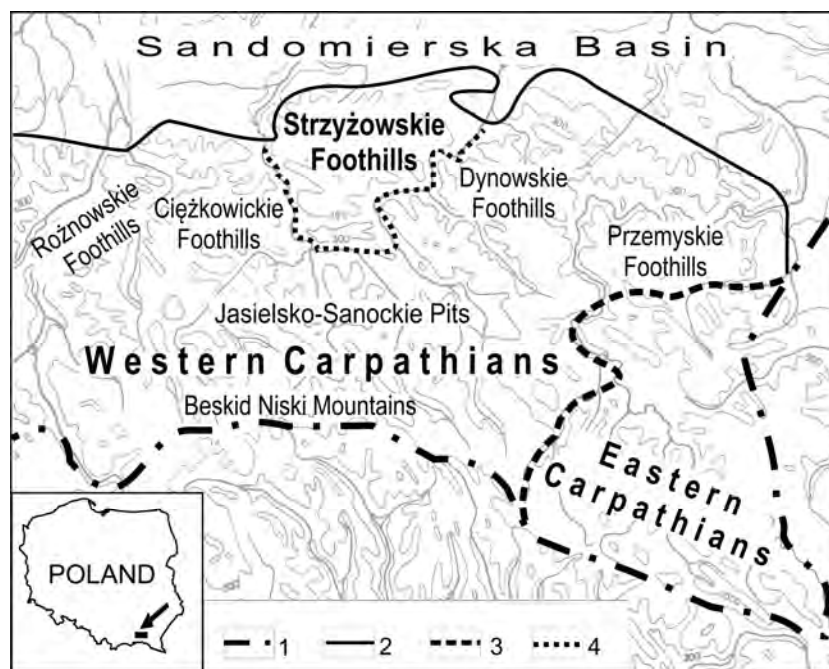 Sandomierska Basin
Strzyżowskie
Foothills
Dynowskie
Foothills
Rożnowskie
Foothills
Ciężkowickie
Foothills
Przemyskie
Foothills
Jasielsko-Sanockie Pits
Western Carpathians
Beskid Niski Mountains
Eastern
Carpathians
POLAND
1 2 3 4